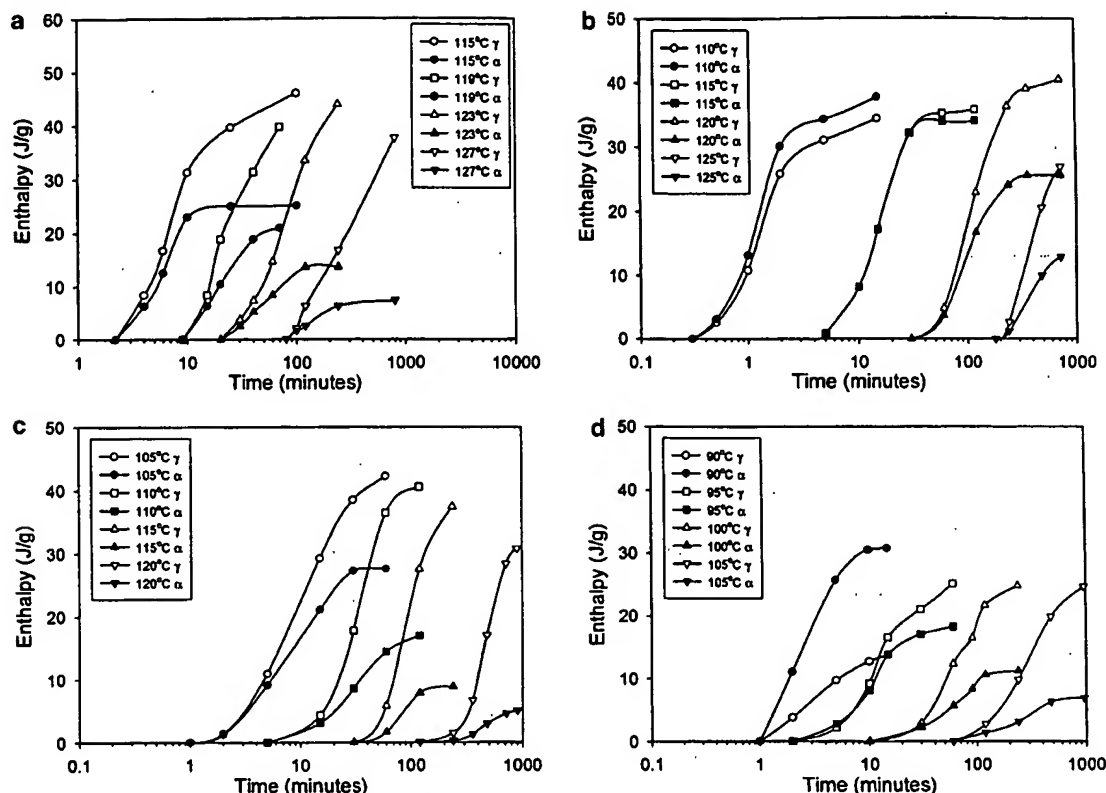 a
60
50
40
30
20
10
0
Enthalpy (J/g)
115°C γ
115°C α
119°C γ
119°C α
123°C γ
123°C α
127°C γ
127°C α
1 10 100 1000 10000
Time (minutes)
b
50
40
30
20
10
0
Enthalpy (J/g)
110°C γ
110°C α
115°C γ
115°C α
120°C γ
120°C α
125°C γ
125°C α
0.1 1 10 100 1000
Time (minutes)
c
50
40
30
20
10
0
Enthalpy (J/g)
105°C γ
105°C α
110°C γ
110°C α
115°C γ
115°C α
120°C γ
120°C α
0.1 1 10 100 1000
Time (minutes)
d
50
40
30
20
10
0
Enthalpy (J/g)
90°C γ
90°C α
95°C γ
95°C α
100°C γ
100°C α
105°C γ
105°C α
0.1 1 10 100 1000
Time (minutes)